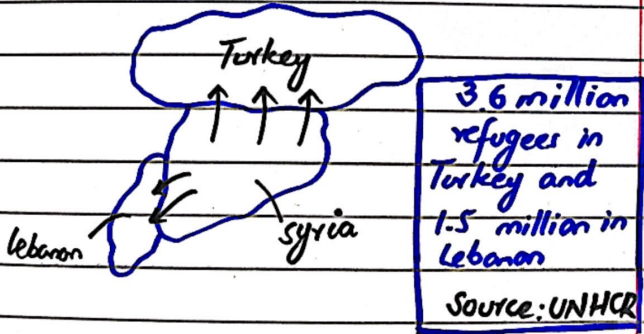 Turkey
Lebanon
Syria
3.6 million
refugees in
Turkey and
1.5 million in
Lebanon
Source: UNHCR